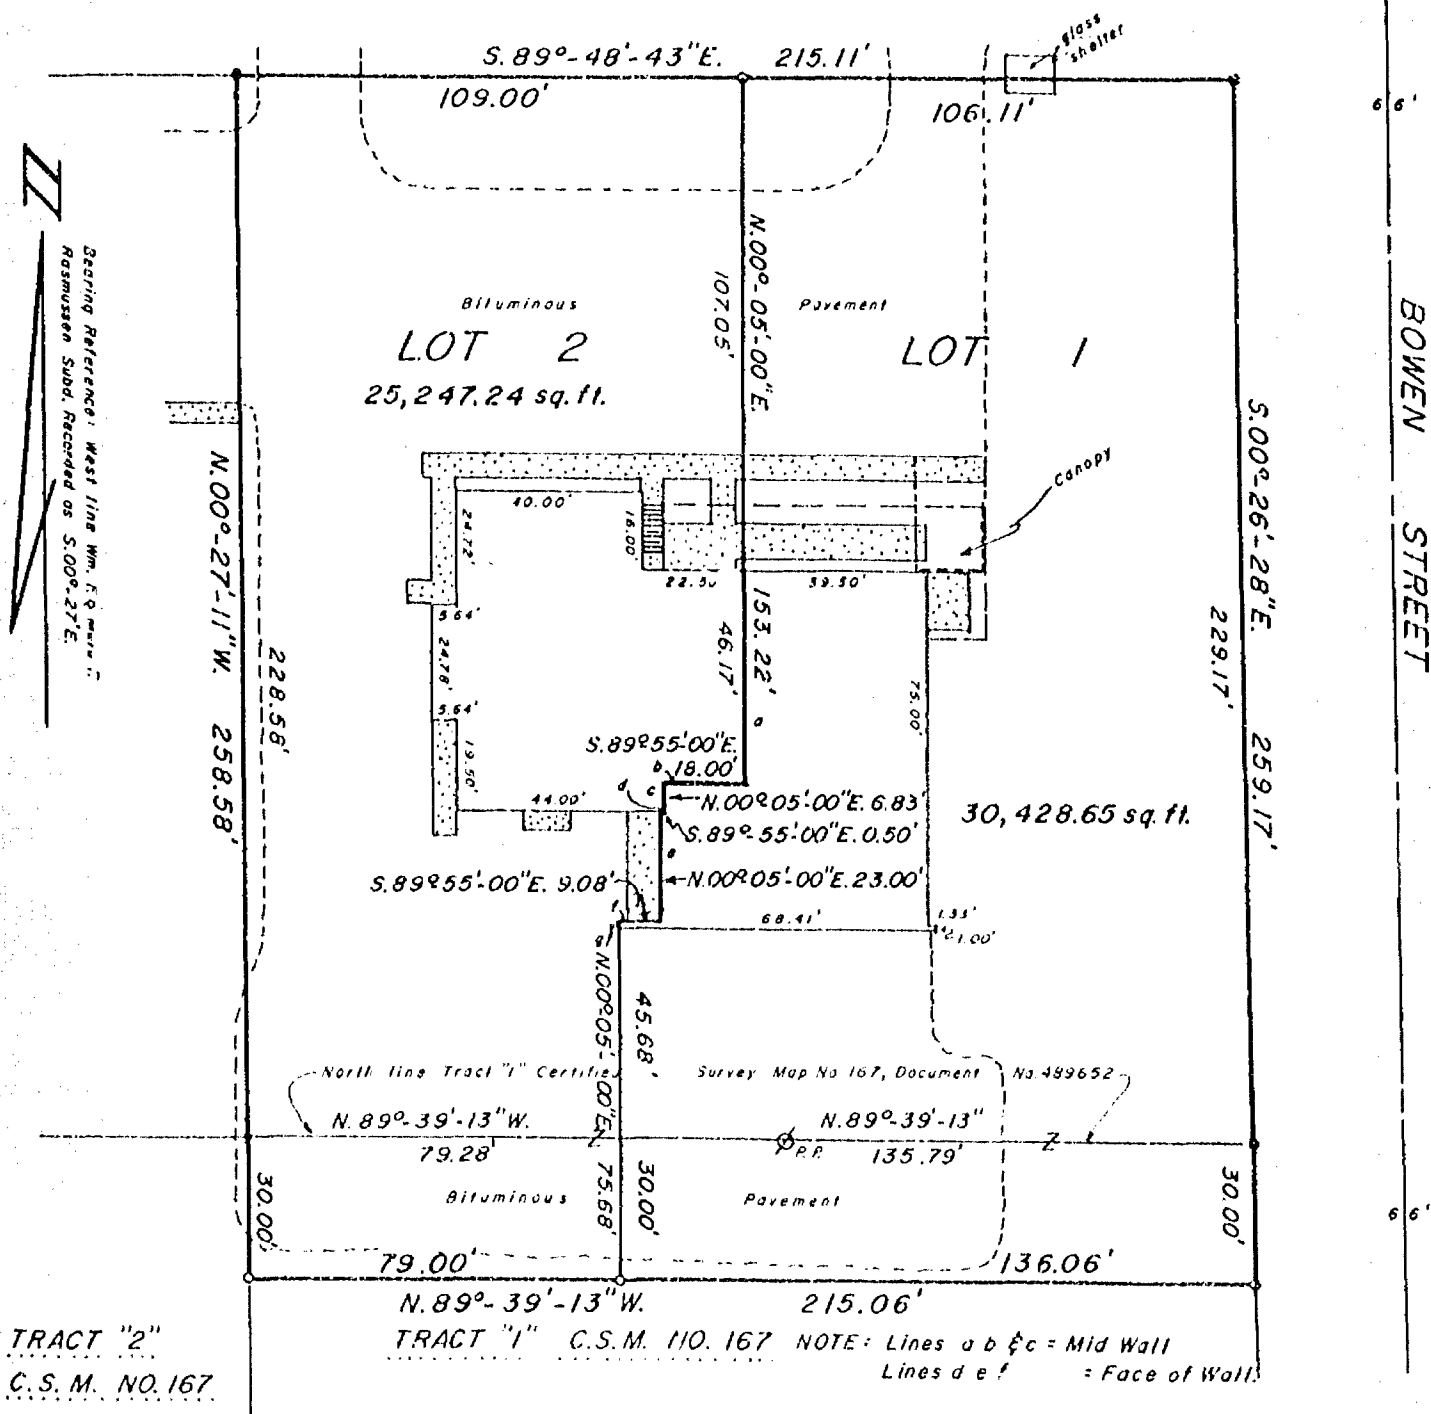 glass
shelter
S. 89°-48'-43"E. 215.11'
109.00'
106.11'
66'
N.00°-05'-00"E.
107.05'
Bituminous Pavement
LOT 2
LOT 1
25,247.24 sq. ft.
Bearing Reference: West line Wm.
Rasmussen Subd. Recorded as S.00°-27'E.
BOWEN STREET
Canopy
40.00'
24.72'
16.00'
22.50'
39.50'
5.64'
24.78'
5.64'
19.50'
44.00'
N.00°-27'-11"W. 258.58'
228.58'
153.22'
46.17'
a
75.00'
S.00°-26'-28"E. 259.17'
229.17'
S.89°55'-00"E.
b 18.00'
c
d
N.00°05'-00"E. 6.83'
S.89°-55'-00"E. 0.50'
30,428.65 sq. ft.
e
S.89°55'-00"E. 9.08'
N.00°05'-00"E. 23.00'
f
g
68.41'
1.33'
21.00'
N.00°05'-00"E. 75.68'
45.68'
North line Tract "1" Certified Survey Map No 167, Document No. 489652
N. 89°-39'-13"W.
79.28'
N.89°-39'-13"
135.79'
P.P.
30.00'
30.00'
30.00'
Bituminous Pavement
66'
79.00'
136.06'
N.89°-39'-13"W. 215.06'
TRACT "2"
C.S.M. NO. 167
TRACT "1" C.S.M. NO. 167
NOTE: Lines a b & c = Mid Wall
Lines d e f = Face of Wall.